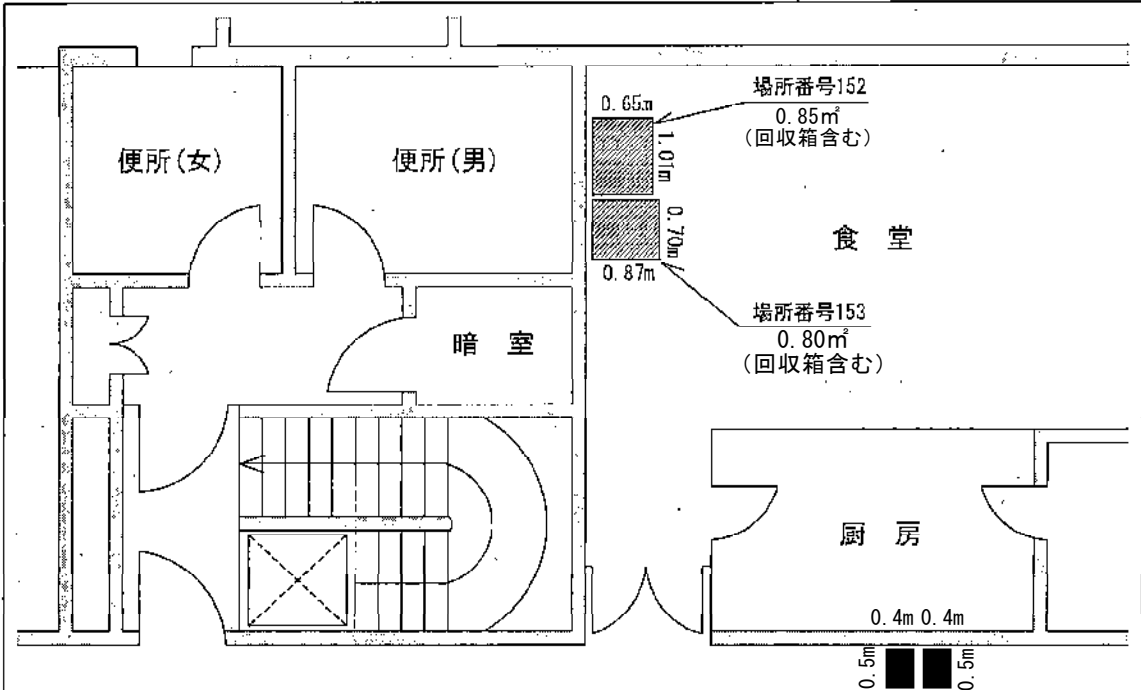 場所番号152
0.85㎡
(回収箱含む)
0.65m
1.01m
便所(女)
便所(男)
0.70m
0.87m
食 堂
場所番号153
0.80㎡
(回収箱含む)
暗 室
厨 房
0.4m 0.4m
0.5m
0.5m